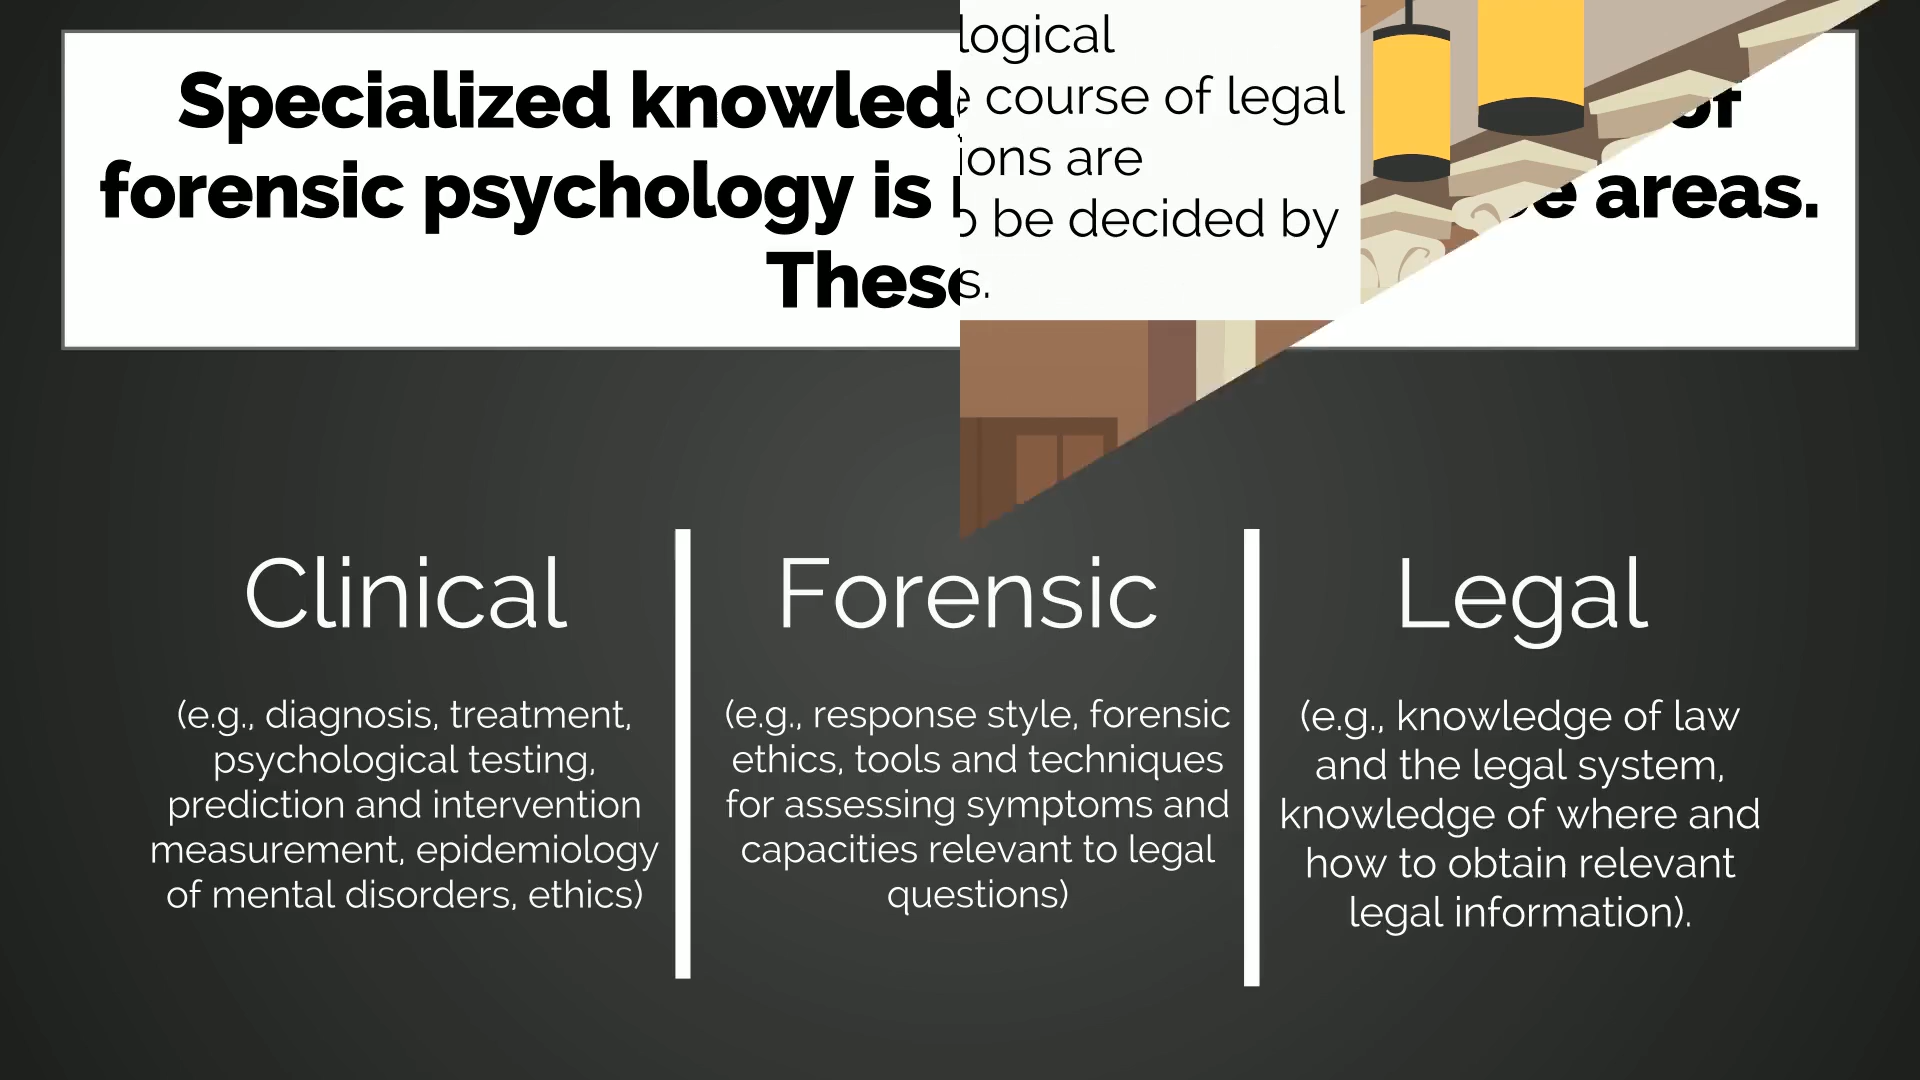 Specialized knowled of
forensic psychology is areas.
These
logical
course of legal
ions are
be decided by
s.
Clinical
(e.g., diagnosis, treatment,
psychological testing,
prediction and intervention
measurement, epidemiology
of mental disorders, ethics)
Forensic
(e.g., response style, forensic
ethics, tools and techniques
for assessing symptoms and
capacities relevant to legal
questions)
Legal
(e.g., knowledge of law
and the legal system,
knowledge of where and
how to obtain relevant
legal information).